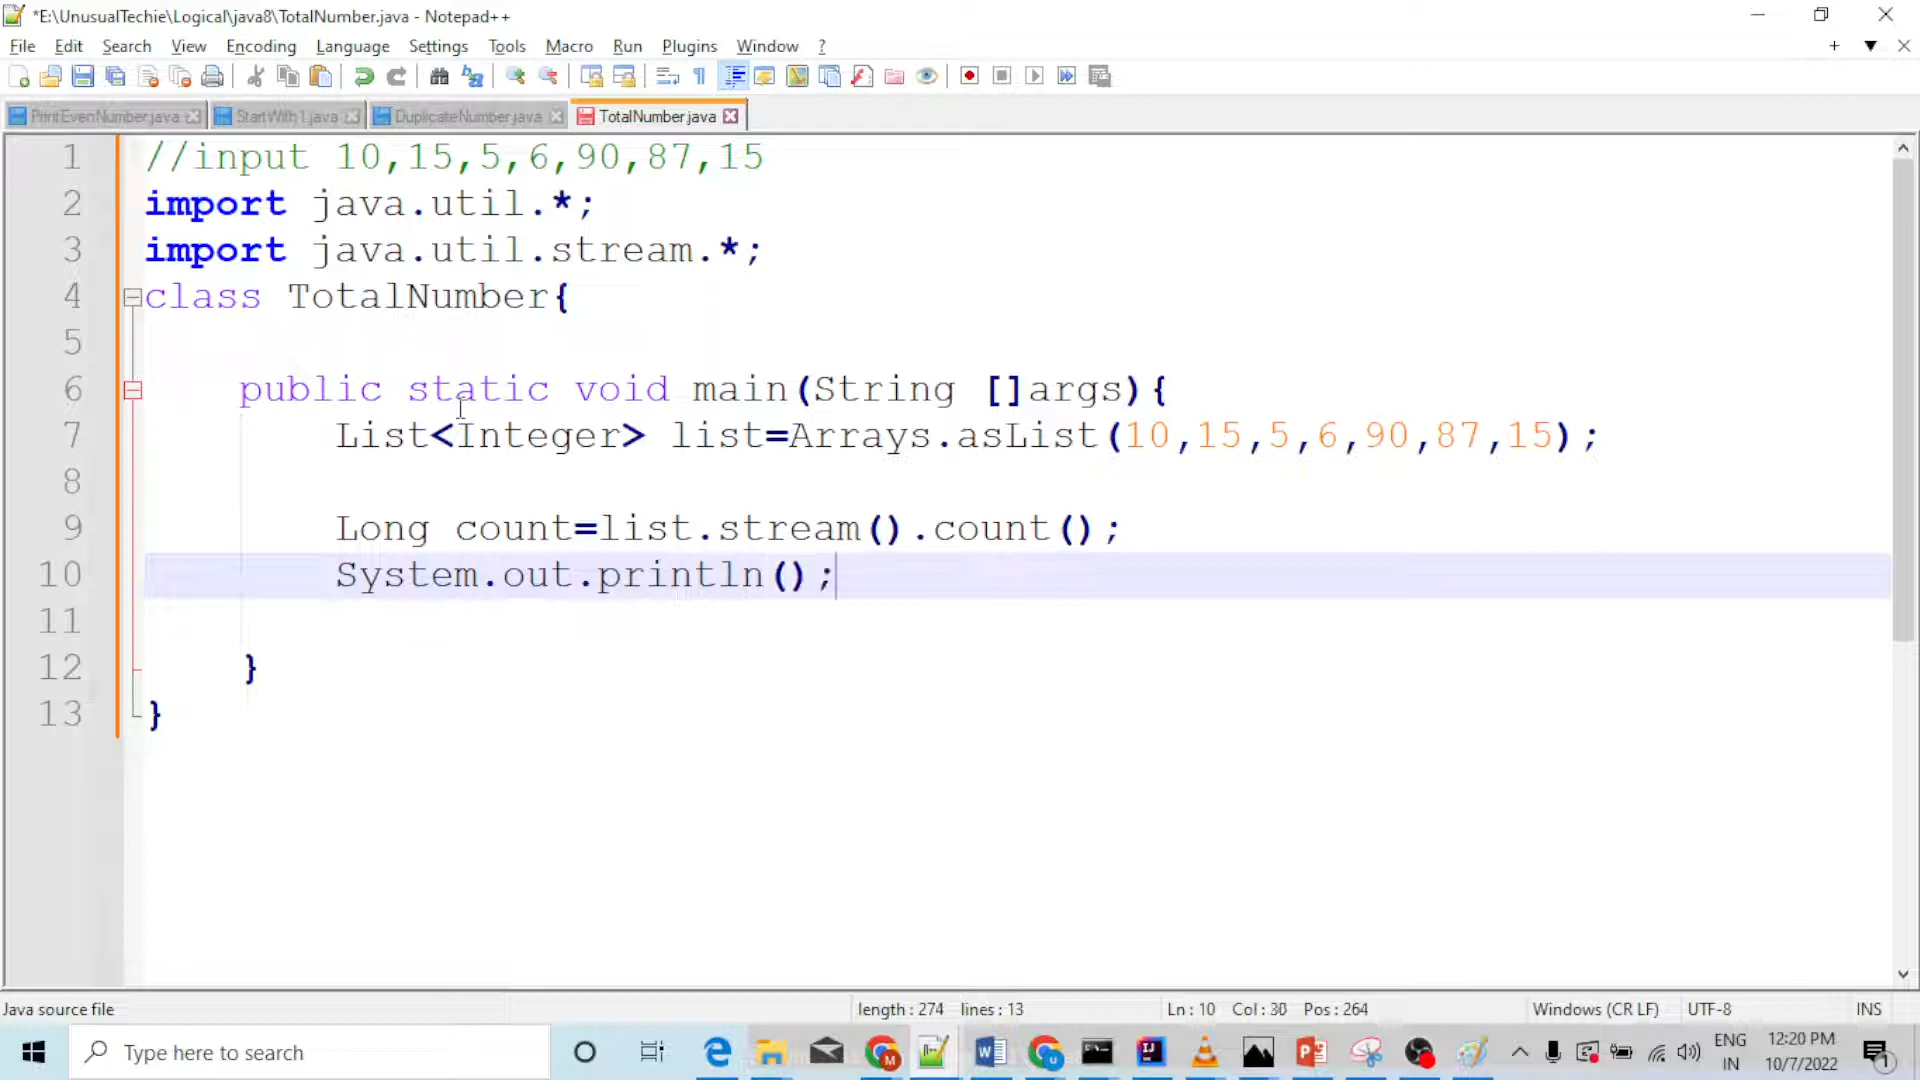 *E:\UnusualTechie\Logical\java8\TotalNumber.java - Notepad++
File Edit Search View Encoding Language Settings Tools Macro Run Plugins Window ?
PrintEvenNumber.java StartWith1.java DuplicateNumber.java TotalNumber.java
1 //input 10,15,5,6,90,87,15
2 import java.util.*;
3 import java.util.stream.*;
4 class TotalNumber{
5
6 public static void main(String []args){
7 List<Integer> list=Arrays.asList(10,15,5,6,90,87,15);
8
9 Long count=list.stream().count();
10 System.out.println();
11
12 }
13 }
Java source file length : 274 lines : 13 Ln : 10 Col : 30 Pos : 264 Windows (CR LF) UTF-8 INS
Type here to search ENG 12:20 PM
IN 10/7/2022 1